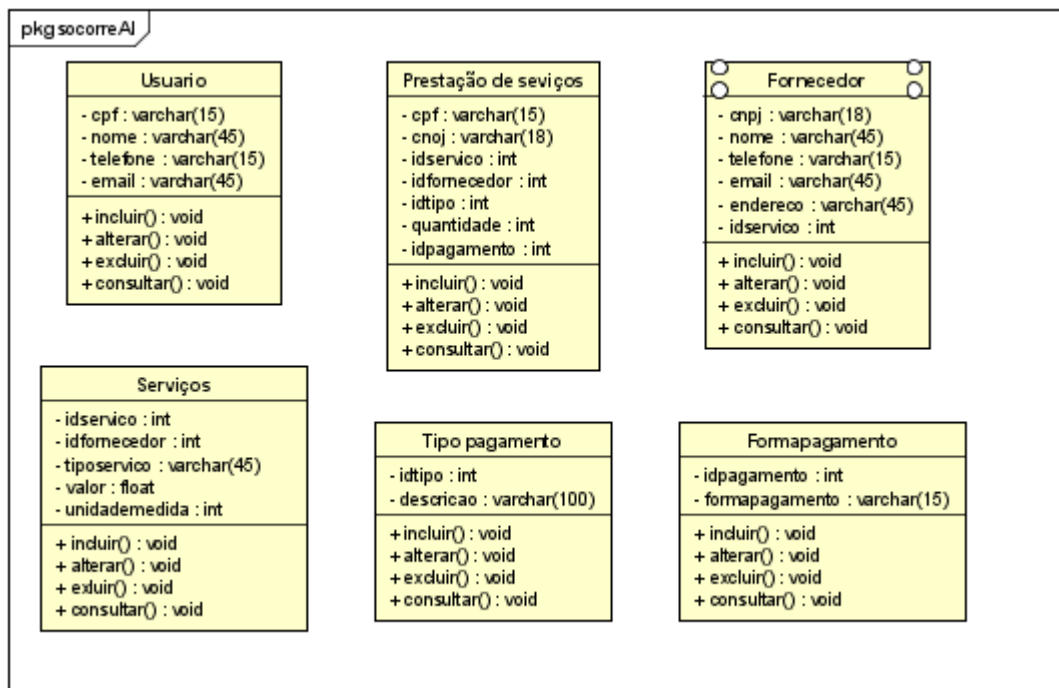 pkg socorreAI
Usuario
- cpf : varchar(15)
- nome : varchar(45)
- telefone : varchar(15)
- email : varchar(45)
+ incluir() : void
+ alterar() : void
+ excluir() : void
+ consultar() : void
Prestação de seviços
- cpf : varchar(15)
- cnoj : varchar(18)
- idservico : int
- idfornecedor : int
- idtipo : int
- quantidade : int
- idpagamento : int
+ incluir() : void
+ alterar() : void
+ excluir() : void
+ consultar() : void
Fornecedor
- cnpj : varchar(18)
- nome : varchar(45)
- telefone : varchar(15)
- email : varchar(45)
- endereco : varchar(45)
- idservico : int
+ incluir() : void
+ alterar() : void
+ excluir() : void
+ consultar() : void
Serviços
- idservico : int
- idfornecedor : int
- tiposervico : varchar(45)
- valor : float
- unidademedida : int
+ incluir() : void
+ alterar() : void
+ exluir() : void
+ consultar() : void
Tipo pagamento
- idtipo : int
- descricao : varchar(100)
+ incluir() : void
+ alterar() : void
+ excluir() : void
+ consultar() : void
Formapagamento
- idpagamento : int
- formapagamento : varchar(15)
+ incluir() : void
+ alterar() : void
+ excluir() : void
+ consultar() : void